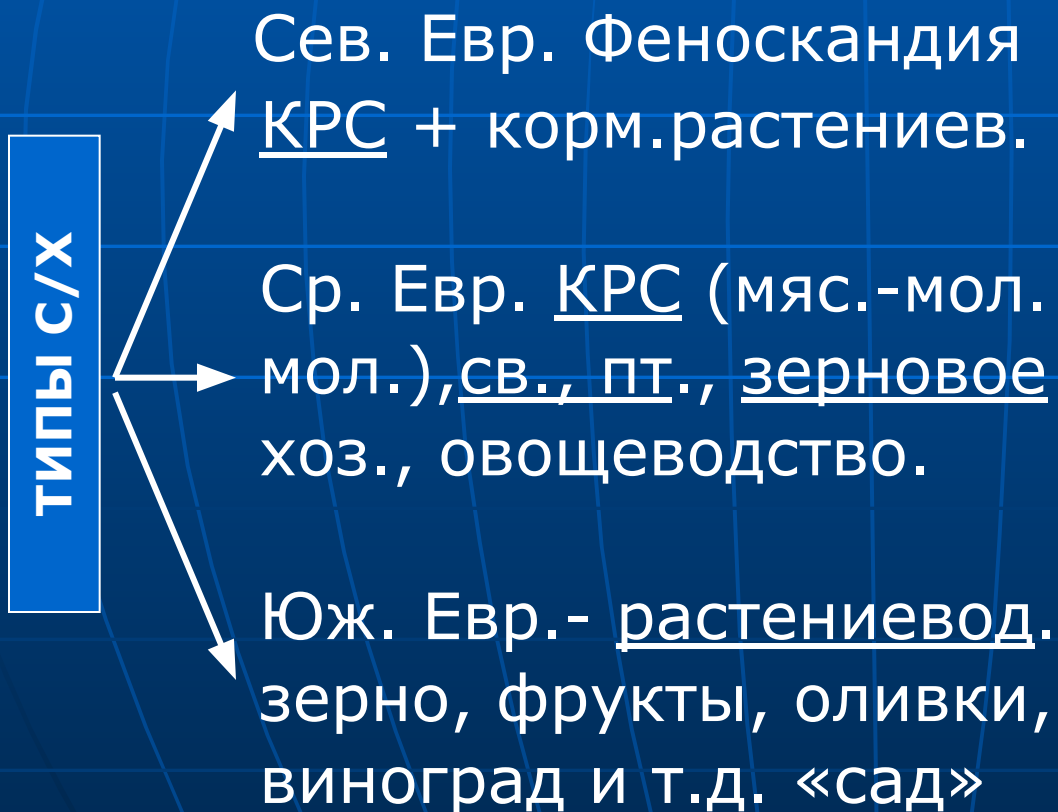 ТИПЫ С/Х
Сев. Евр. Феноскандия
КРС + корм.растениев.
Ср. Евр. КРС (мяс.-мол.
мол.),св., пт., зерновое
хоз., овощеводство.
Юж. Евр.- растениевод.
зерно, фрукты, оливки,
виноград и т.д. «сад»